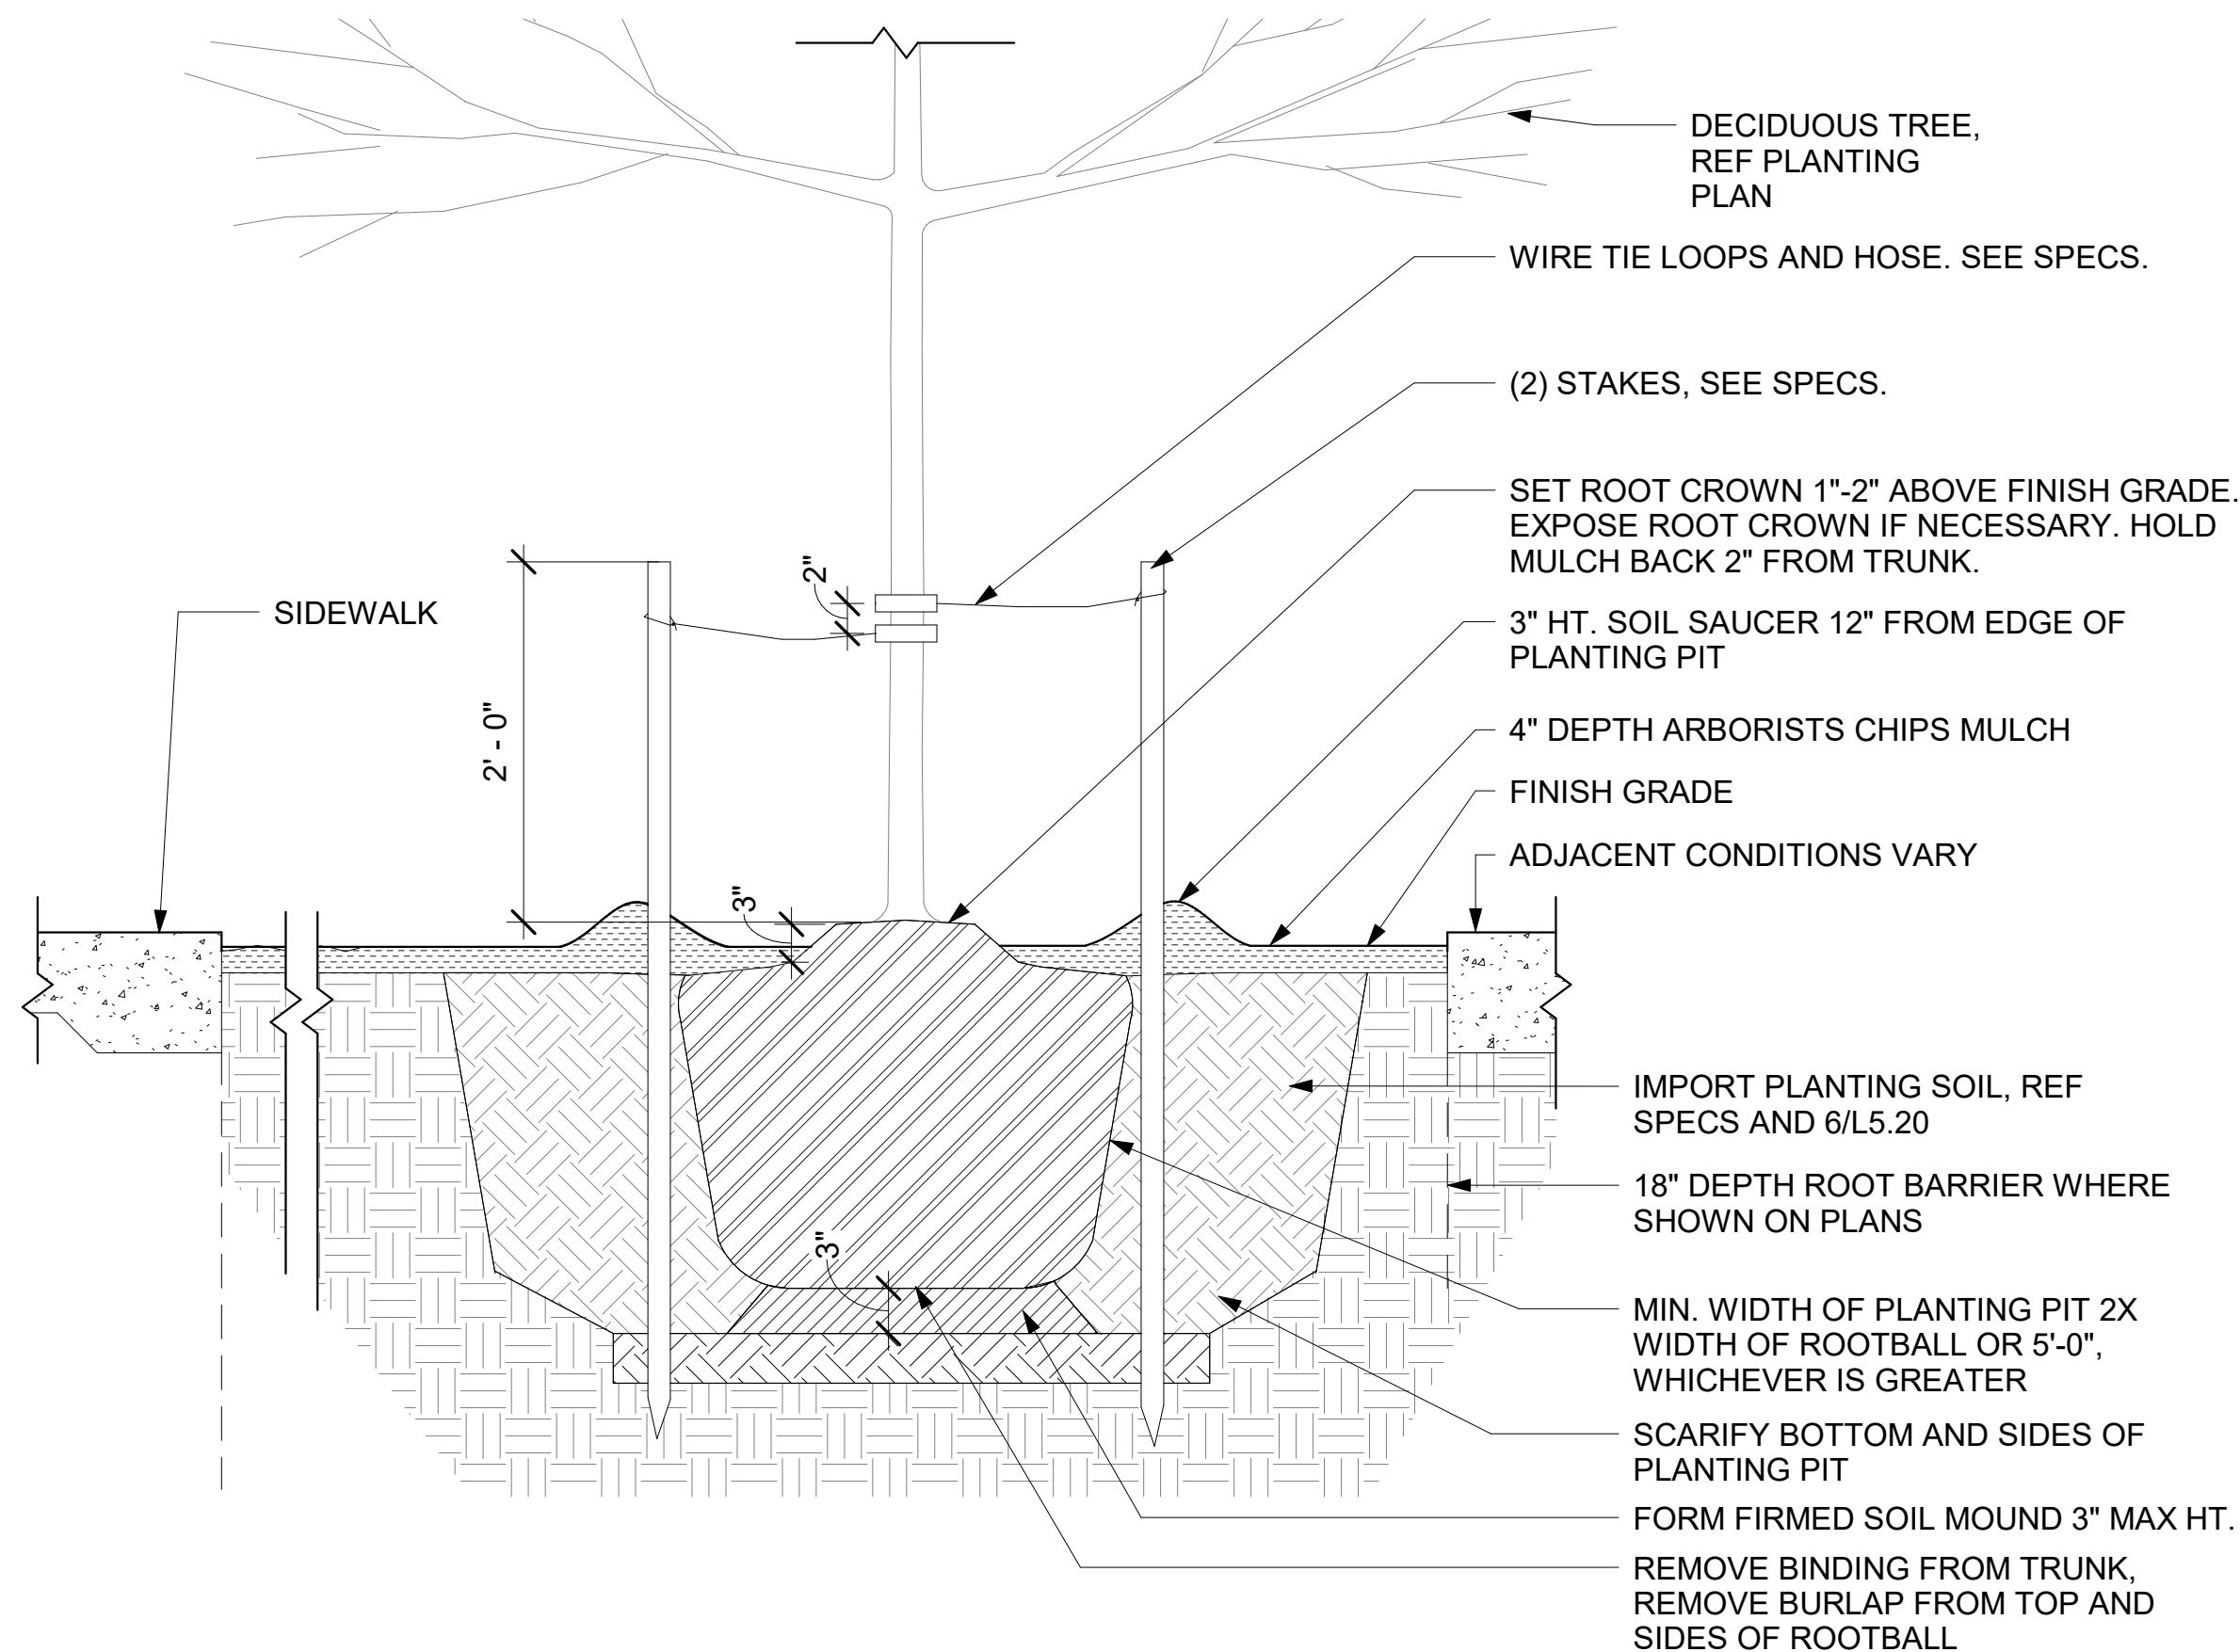 DECIDUOUS TREE,
REF PLANTING
PLAN
WIRE TIE LOOPS AND HOSE. SEE SPECS.
(2) STAKES, SEE SPECS.
SET ROOT CROWN 1"-2" ABOVE FINISH GRADE.
EXPOSE ROOT CROWN IF NECESSARY. HOLD
MULCH BACK 2" FROM TRUNK.
2"
SIDEWALK
3" HT. SOIL SAUCER 12" FROM EDGE OF
PLANTING PIT
2' - 0"
4" DEPTH ARBORISTS CHIPS MULCH
FINISH GRADE
ADJACENT CONDITIONS VARY
3"
IMPORT PLANTING SOIL, REF
SPECS AND 6/L5.20
18" DEPTH ROOT BARRIER WHERE
SHOWN ON PLANS
3"
MIN. WIDTH OF PLANTING PIT 2X
WIDTH OF ROOTBALL OR 5'-0",
WHICHEVER IS GREATER
SCARIFY BOTTOM AND SIDES OF
PLANTING PIT
FORM FIRMED SOIL MOUND 3" MAX HT.
REMOVE BINDING FROM TRUNK,
REMOVE BURLAP FROM TOP AND
SIDES OF ROOTBALL